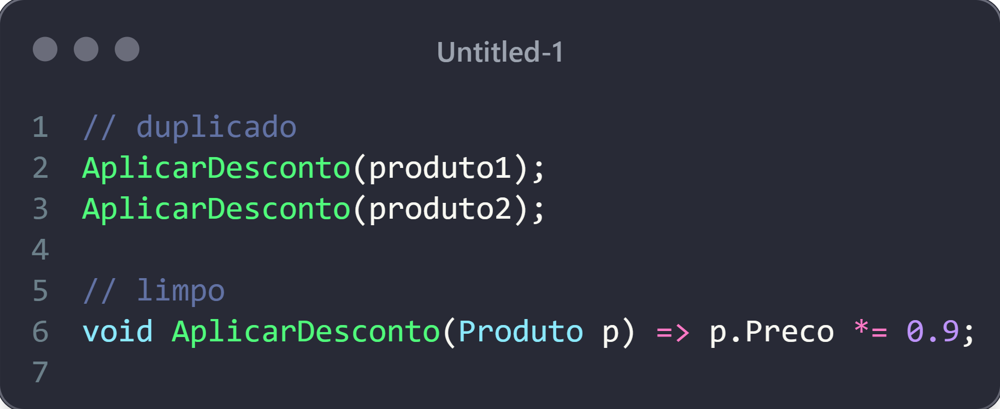 Untitled-1
1 // duplicado
2 AplicarDesconto(produto1);
3 AplicarDesconto(produto2);
4
5 // limpo
6 void AplicarDesconto(Produto p) => p.Preco *= 0.9;
7